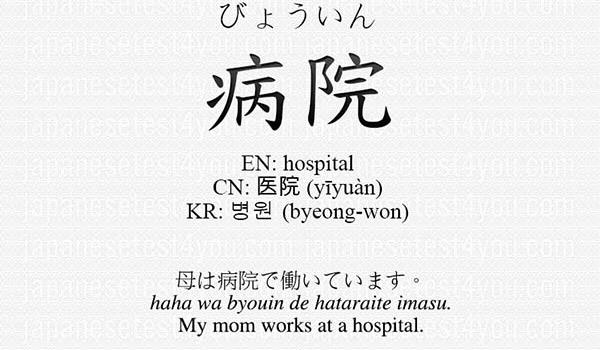 びょういん
病院
EN: hospital
CN: 医院 (yīyuàn)
KR: 병원 (byeong-won)
母は病院で働いています。
haha wa byouin de hataraite imasu.
My mom works at a hospital.